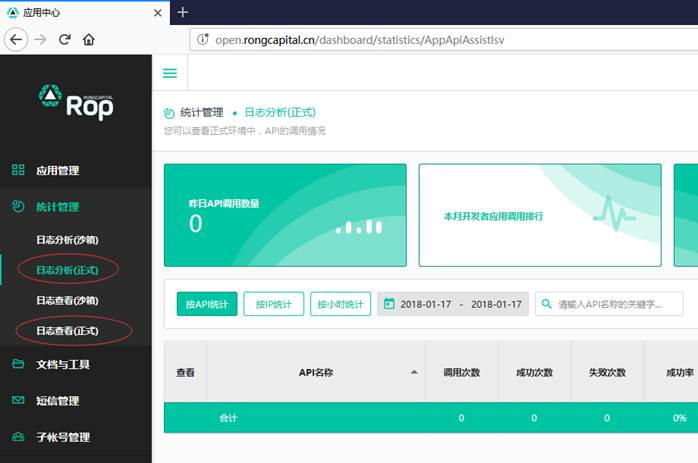 应用中心
open.rongcapital.cn/dashboard/statistics/AppApiAssistIsv
RONGCAPITAL
Rop
统计管理 日志分析(正式)
您可以查看正式环境中，API的调用情况
应用管理
统计管理
日志分析(沙箱)
日志分析(正式)
日志查看(沙箱)
日志查看(正式)
文档与工具
短信管理
子帐号管理
昨日API调用数量
0
本月开发者应用调用排行
按API统计 按IP统计 按小时统计 2018-01-17 - 2018-01-17 请输入API名称的关键字...
查看 API名称 调用次数 成功次数 失败次数 成功率
合计 0 0 0 0%